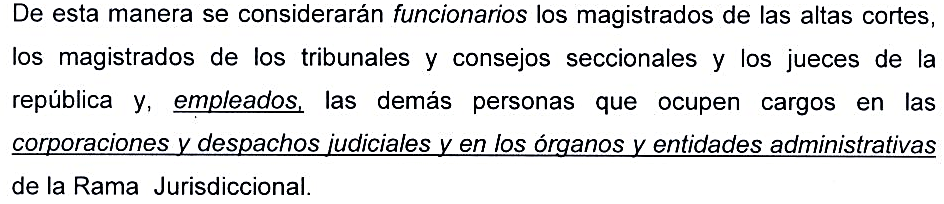 De esta manera se considerarán funcionarios los magistrados de las altas cortes,
los magistrados de los tribunales y consejos seccionales y los jueces de la
república y, empleados, las demás personas que ocupen cargos en las
corporaciones y despachos judiciales y en los órganos y entidades administrativas
de la Rama Jurisdiccional.